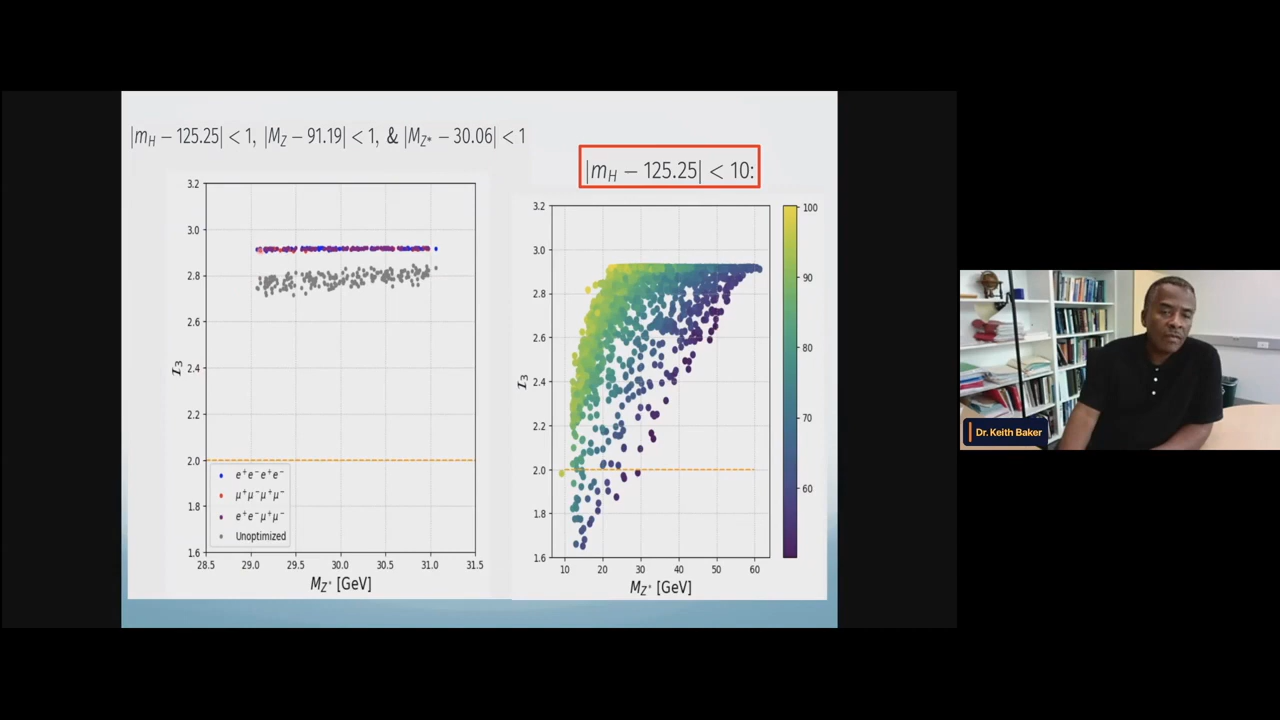 |m_H − 125.25| < 1, |M_Z − 91.19| < 1, & |M_Z* − 30.06| < 1
|m_H − 125.25| < 10:
3.2
3.0
2.8
2.6
2.4
2.2
2.0
1.8
1.6
I_3
e⁺e⁻e⁺e⁻
μ⁺μ⁻μ⁺μ⁻
e⁺e⁻μ⁺μ⁻
Unoptimized
28.5 29.0 29.5 30.0 30.5 31.0 31.5
M_Z* [GeV]
3.2
3.0
2.8
2.6
2.4
2.2
2.0
1.8
1.6
I_3
10 20 30 40 50 60
M_Z* [GeV]
100
90
80
70
60
Dr. Keith Baker